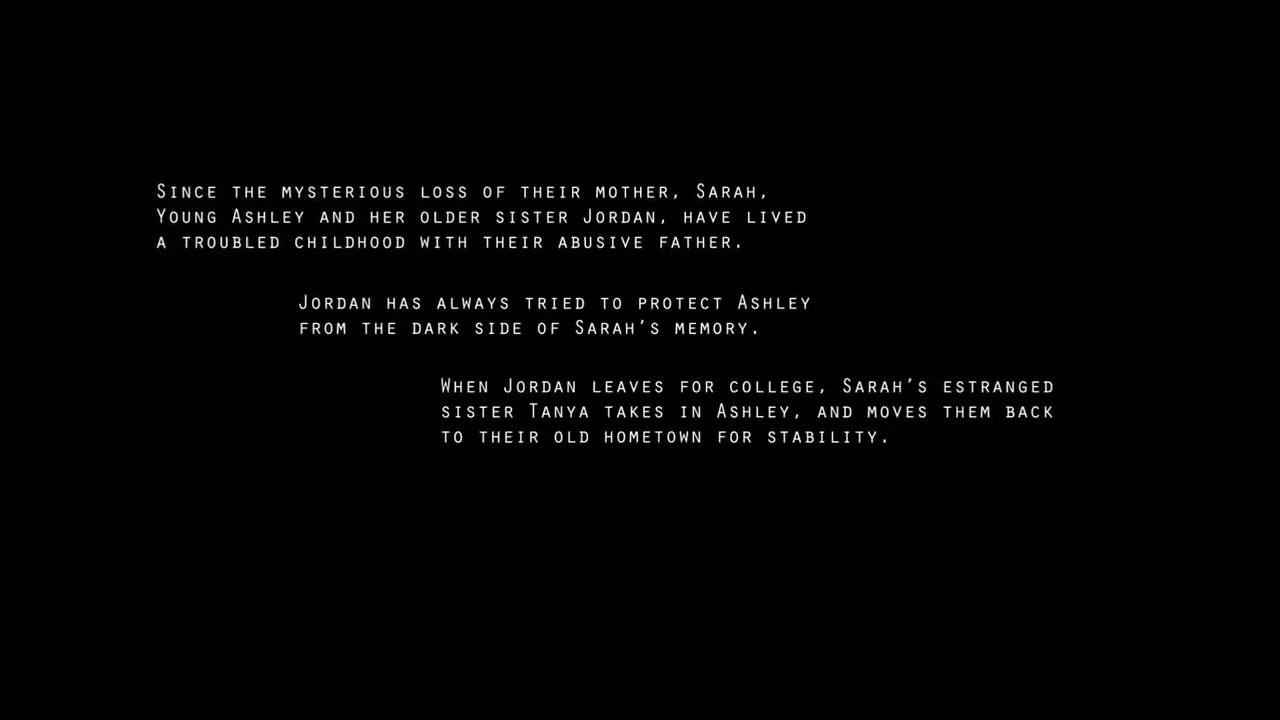 Since the mysterious loss of their mother, Sarah,
Young Ashley and her older sister Jordan, have lived
a troubled childhood with their abusive father.
Jordan has always tried to protect Ashley
from the dark side of Sarah's memory.
When Jordan leaves for college, Sarah's estranged
sister Tanya takes in Ashley, and moves them back
to their old hometown for stability.